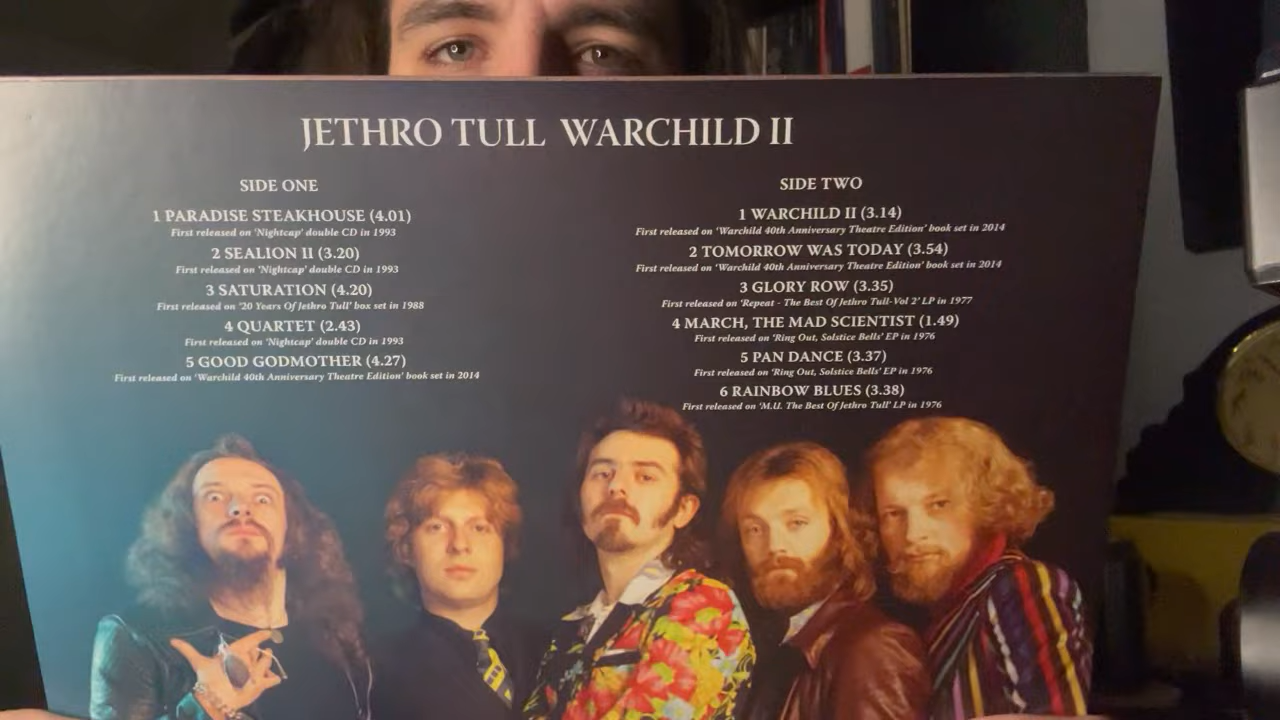 JETHRO TULL WARCHILD II
SIDE ONE
1 PARADISE STEAKHOUSE (4.01)
First released on 'Nightcap' double CD in 1993
2 SEALION II (3.20)
First released on 'Nightcap' double CD in 1993
3 SATURATION (4.20)
First released on '20 Years Of Jethro Tull' box set in 1988
4 QUARTET (2.43)
First released on 'Nightcap' double CD in 1993
5 GOOD GODMOTHER (4.27)
First released on 'Warchild 40th Anniversary Theatre Edition' book set in 2014
SIDE TWO
1 WARCHILD II (3.14)
First released on 'Warchild 40th Anniversary Theatre Edition' book set in 2014
2 TOMORROW WAS TODAY (3.54)
First released on 'Warchild 40th Anniversary Theatre Edition' book set in 2014
3 GLORY ROW (3.35)
First released on 'Repeat - The Best Of Jethro Tull-Vol 2' LP in 1977
4 MARCH, THE MAD SCIENTIST (1.49)
First released on 'Ring Out, Solstice Bells' EP in 1976
5 PAN DANCE (3.37)
First released on 'Ring Out, Solstice Bells' EP in 1976
6 RAINBOW BLUES (3.38)
First released on 'M.U. The Best Of Jethro Tull' LP in 1976